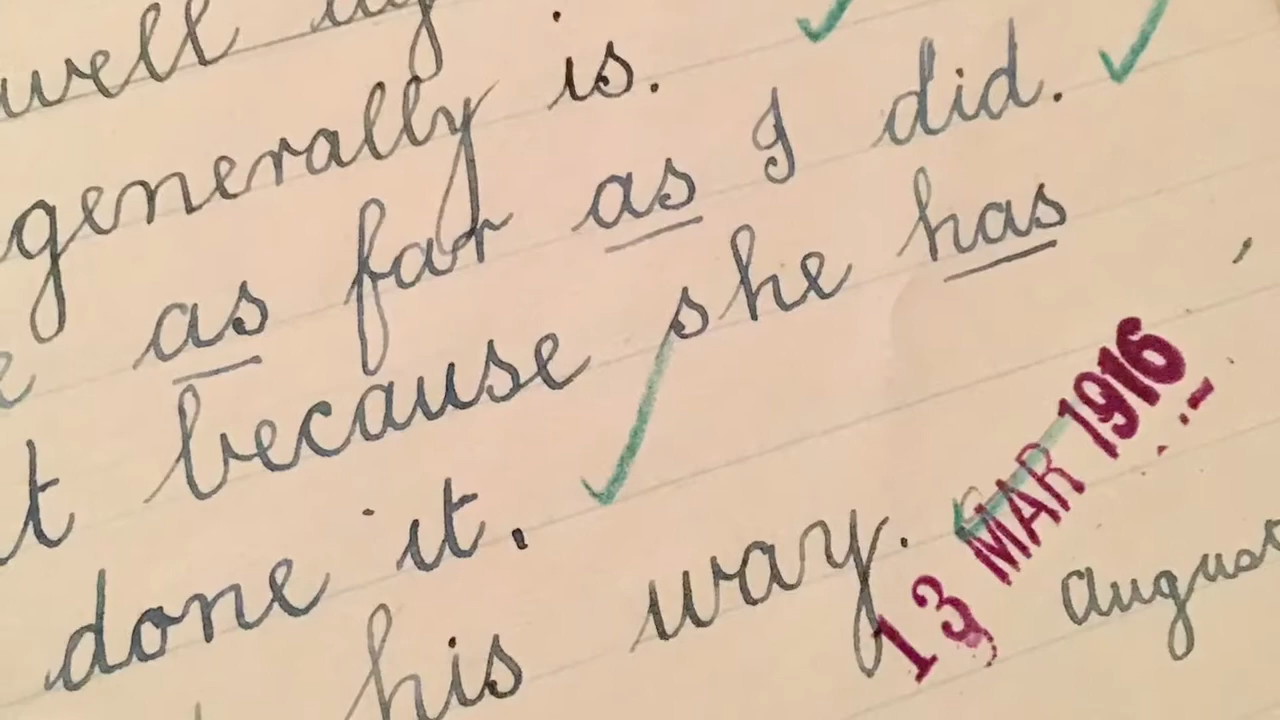 well
generally is.
as far as I did.
t because she has
done it.
his way.
13 MAR 1916
August